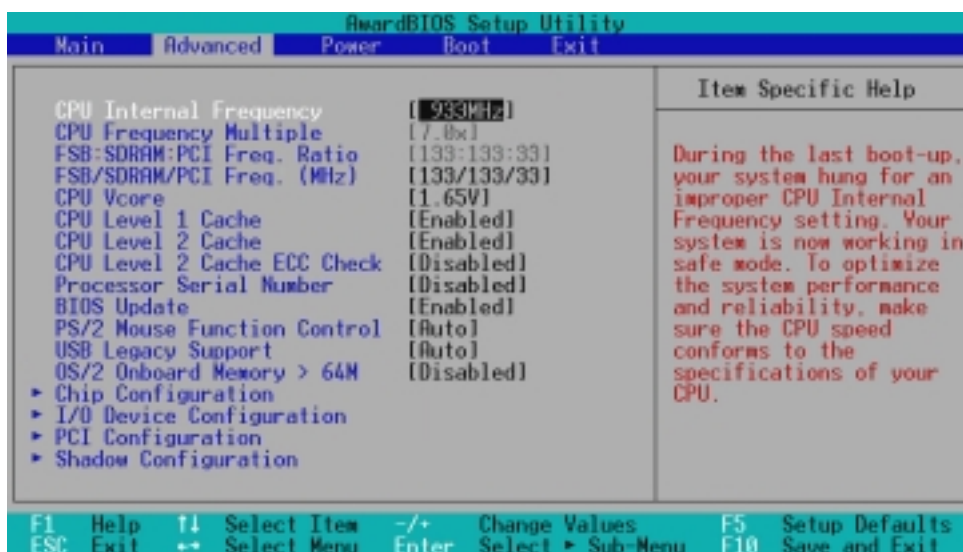 AwardBIOS Setup Utility
Main Advanced Power Boot Exit
Item Specific Help
CPU Internal Frequency [ 933MHz]
CPU Frequency Multiple [7.0x]
FSB:SDRAM:PCI Freq. Ratio [133:133:33]
FSB/SDRAM/PCI Freq. (MHz) [133/133/33]
CPU Vcore [1.65V]
CPU Level 1 Cache [Enabled]
CPU Level 2 Cache [Enabled]
CPU Level 2 Cache ECC Check [Disabled]
Processor Serial Number [Disabled]
BIOS Update [Enabled]
PS/2 Mouse Function Control [Auto]
USB Legacy Support [Auto]
OS/2 Onboard Memory > 64M [Disabled]
► Chip Configuration
► I/O Device Configuration
► PCI Configuration
► Shadow Configuration
During the last boot-up,
your system hung for an
improper CPU Internal
Frequency setting. Your
system is now working in
safe mode. To optimize
the system performance
and reliability, make
sure the CPU speed
conforms to the
specifications of your
CPU.
F1 Help ↑↓ Select Item -/+ Change Values F5 Setup Defaults
ESC Exit ←→ Select Menu Enter Select ► Sub-Menu F10 Save and Exit